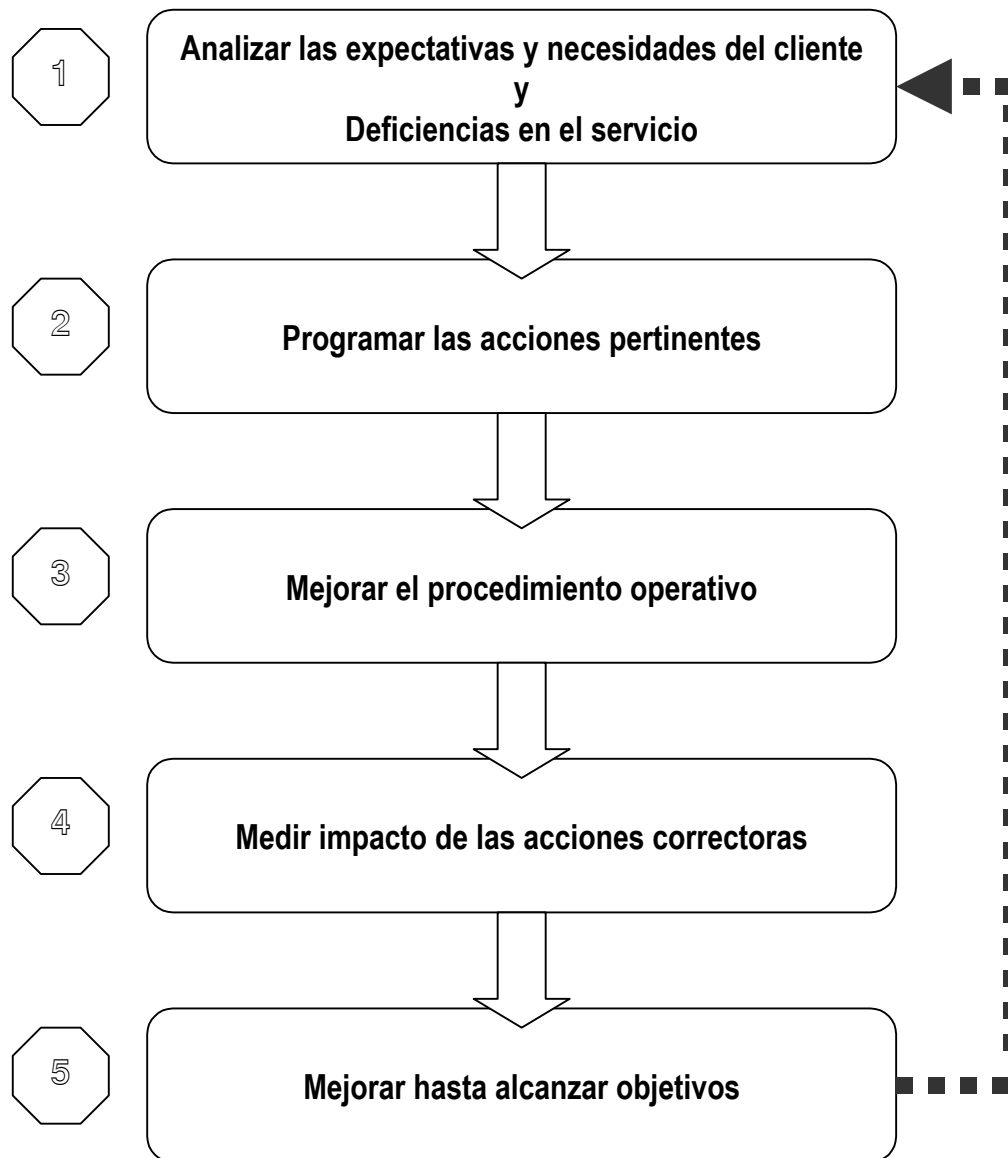 1
Analizar las expectativas y necesidades del cliente
y
Deficiencias en el servicio
2
Programar las acciones pertinentes
3
Mejorar el procedimiento operativo
4
Medir impacto de las acciones correctoras
5
Mejorar hasta alcanzar objetivos